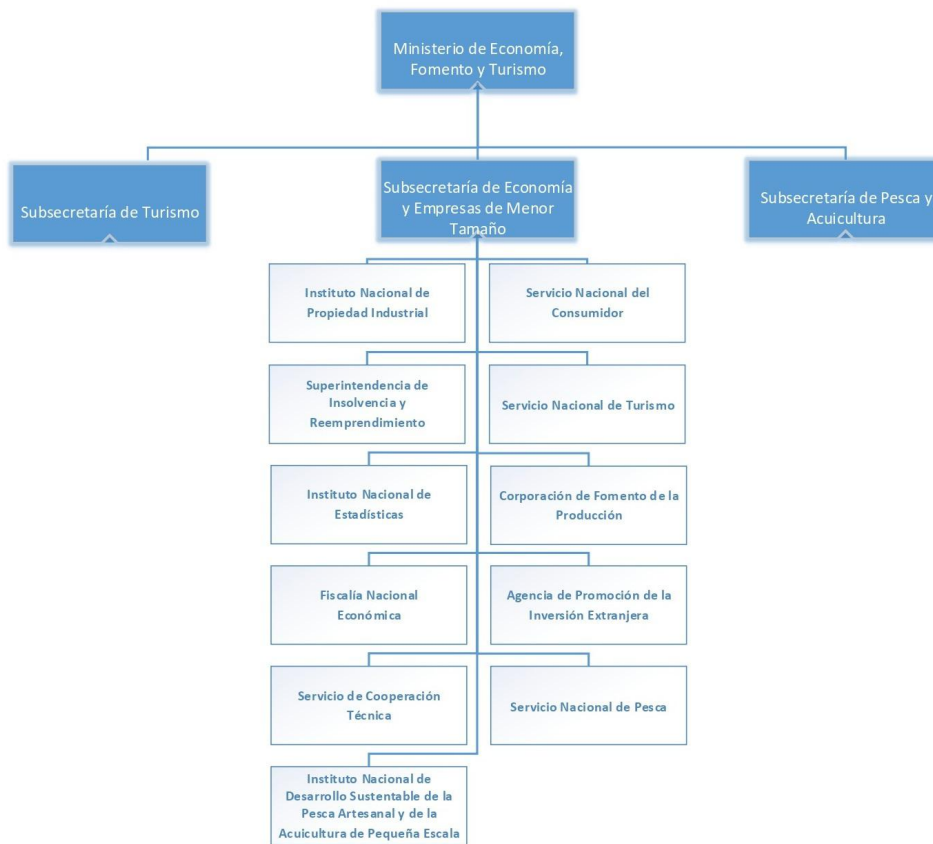 Ministerio de Economía,
Fomento y Turismo
Subsecretaría de Turismo
Subsecretaría de Economía
y Empresas de Menor
Tamaño
Subsecretaría de Pesca y
Acuicultura
Instituto Nacional de
Propiedad Industrial
Servicio Nacional del
Consumidor
Superintendencia de
Insolvencia y
Reemprendimiento
Servicio Nacional de Turismo
Instituto Nacional de
Estadísticas
Corporación de Fomento de la
Producción
Fiscalía Nacional
Económica
Agencia de Promoción de la
Inversión Extranjera
Servicio de Cooperación
Técnica
Servicio Nacional de Pesca
Instituto Nacional de
Desarrollo Sustentable de la
Pesca Artesanal y de la
Acuicultura de Pequeña Escala